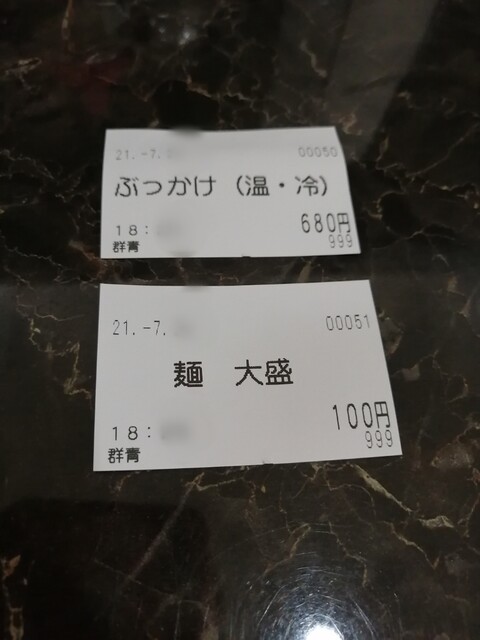 21.-7. 00050
ぶっかけ (温・冷)
680円
18: 999
群青
21.-7. 00051
麺 大盛
100円
18: 999
群青